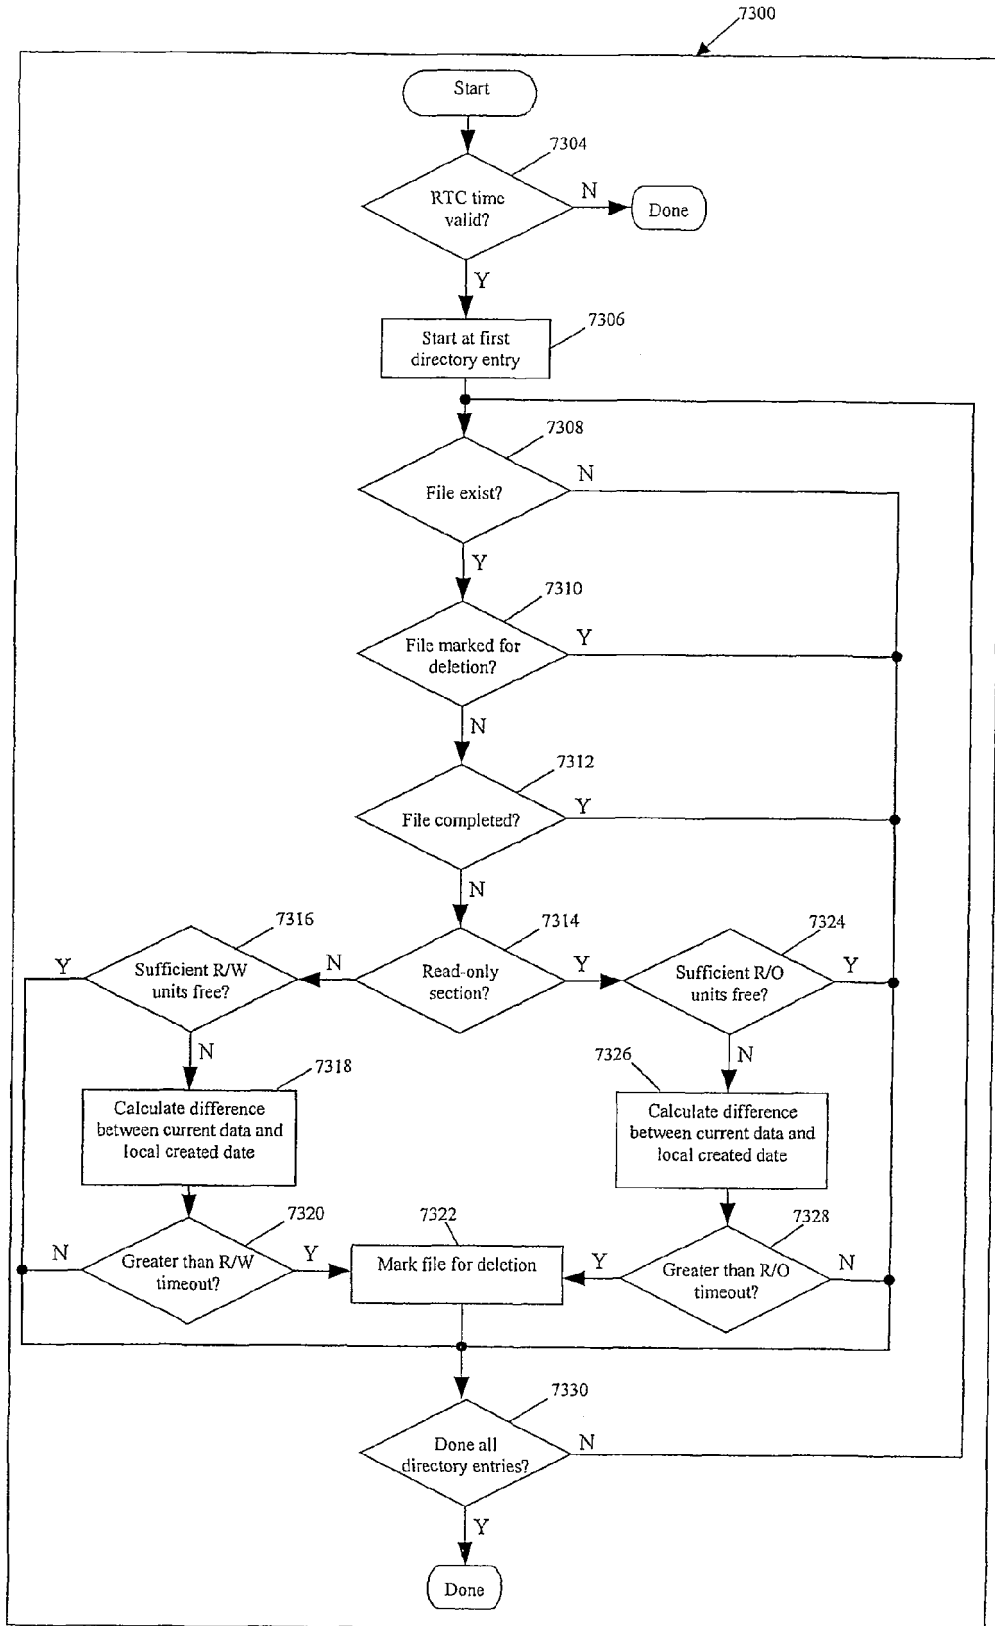 7300
Start
7304
RTC time
valid?
N
Done
Y
7306
Start at first
directory entry
7308
File exist?
N
Y
7310
File marked for
deletion?
Y
N
7312
File completed?
Y
N
7316
7314
7324
Y
Sufficient R/W
units free?
N
Read-only
section?
Y
Sufficient R/O
units free?
Y
N
N
7318
7326
Calculate difference
between current data and
local created date
Calculate difference
between current data and
local created date
7320
7322
7328
N
Greater than R/W
timeout?
Y
Mark file for deletion
Y
Greater than R/O
timeout?
N
7330
Done all
directory entries?
N
Y
Done